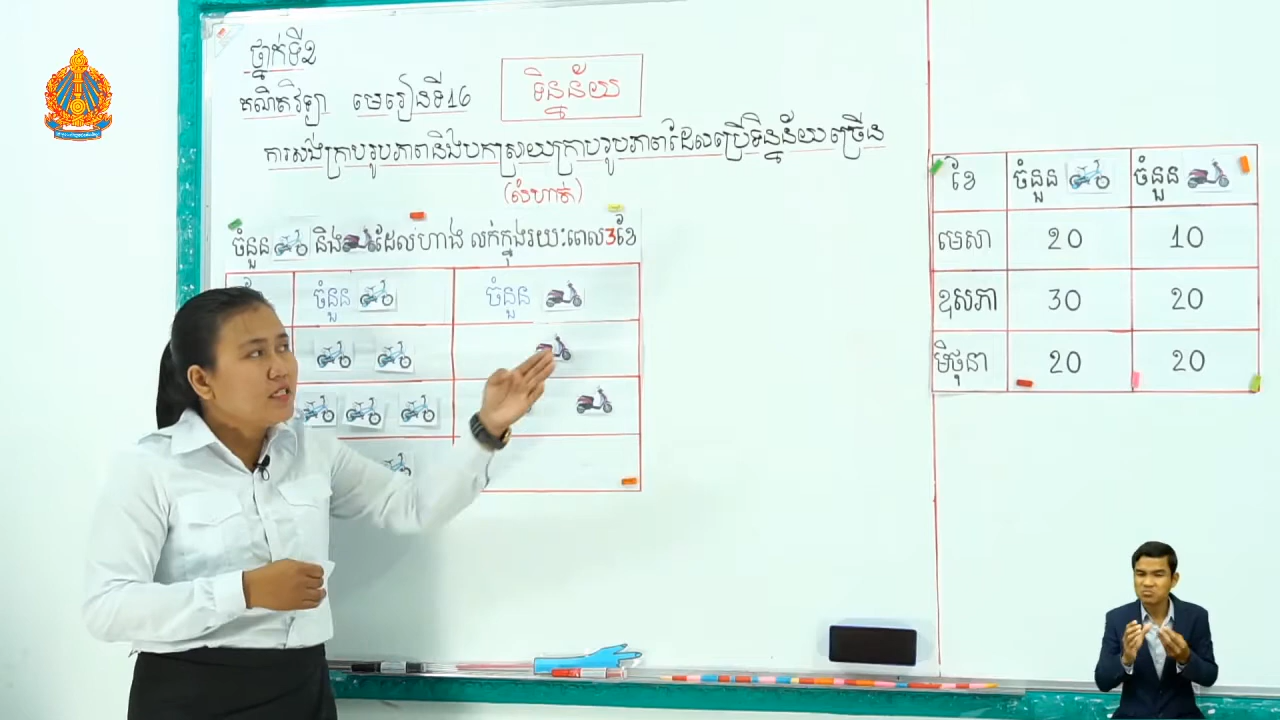 ថ្នាក់ទី២
គណិតវិទ្យា មេរៀនទី16
ទិន្នន័យ
ការសង់ក្រាបរូបភាពនិងបកស្រាយក្រាបរូបភាពដែលប្រើទិន្នន័យច្រើន
(លំហាត់)
ចំនួន និង ដែលហាង លក់ក្នុងរយៈពេល3ខែ
ចំនួន ចំនួន
ខែ ចំនួន ចំនួន
មេសា 20 10
ឧសភា 30 20
មិថុនា 20 20